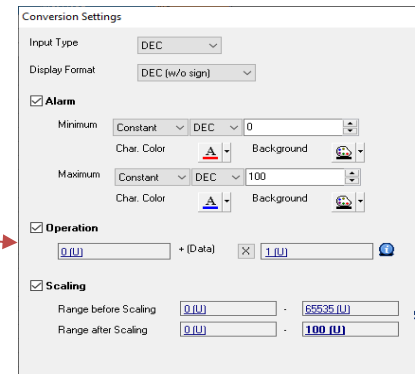 Conversion Settings
Input Type DEC
Display Format DEC (w/o sign)
Alarm
Minimum Constant DEC 0
Char. Color A Background
Maximum Constant DEC 100
Char. Color A Background
Operation
0 (U) + (Data) X 1 (U)
Scaling
Range before Scaling 0 (U) - 65535 (U)
Range after Scaling 0 (U) - 100 (U)